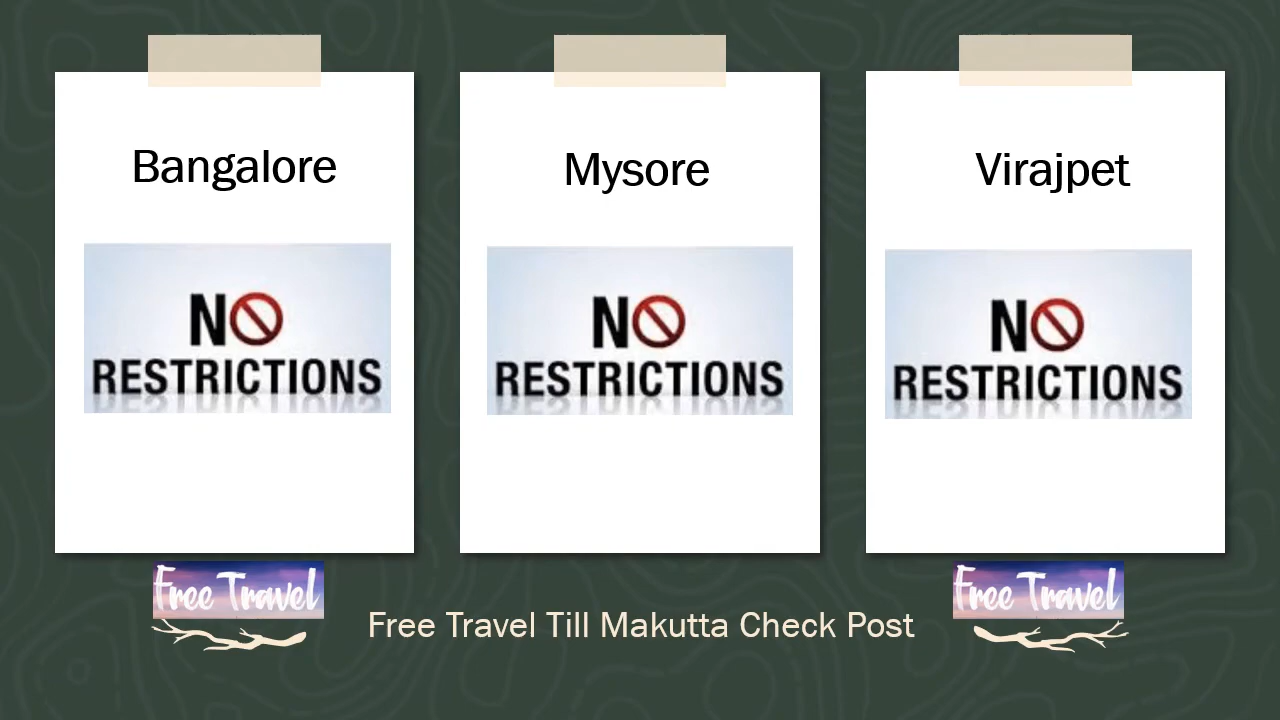 Bangalore
NO
RESTRICTIONS
Mysore
NO
RESTRICTIONS
Virajpet
NO
RESTRICTIONS
Free Travel
Free Travel Till Makutta Check Post
Free Travel